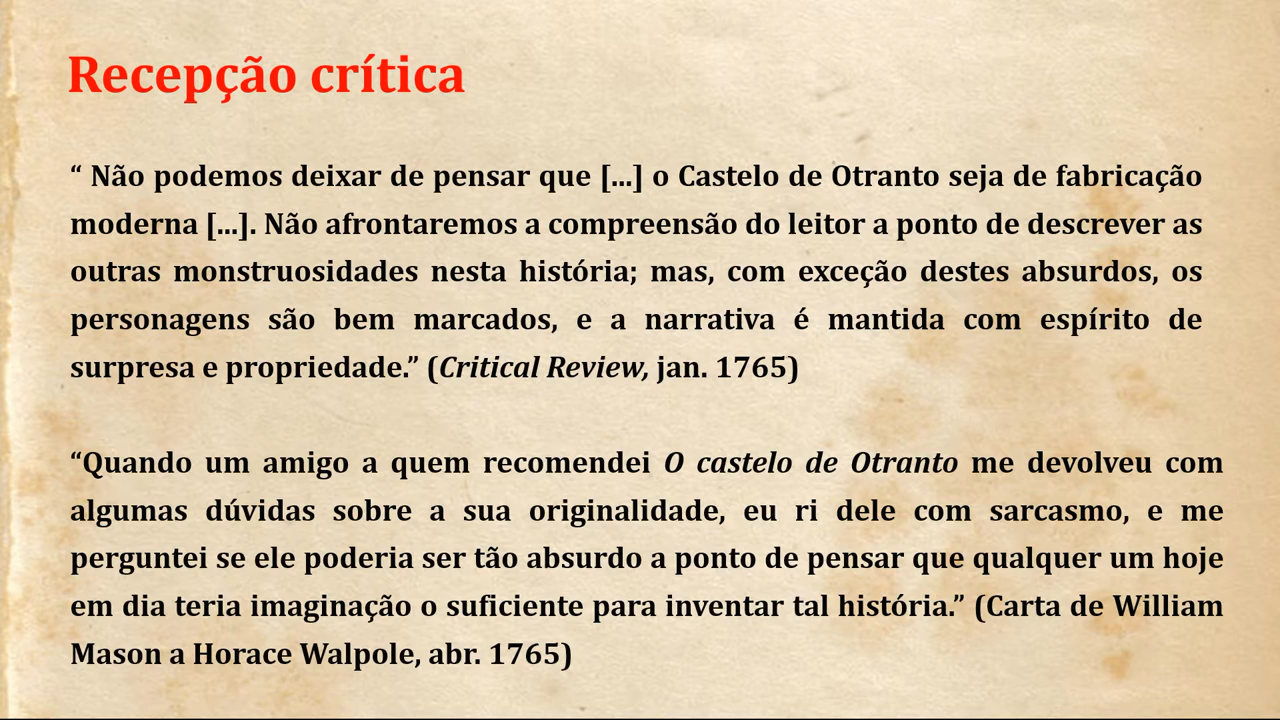 Recepção crítica
“ Não podemos deixar de pensar que [...] o Castelo de Otranto seja de fabricação
moderna [...]. Não afrontaremos a compreensão do leitor a ponto de descrever as
outras monstruosidades nesta história; mas, com exceção destes absurdos, os
personagens são bem marcados, e a narrativa é mantida com espírito de
surpresa e propriedade.” (Critical Review, jan. 1765)
“Quando um amigo a quem recomendei O castelo de Otranto me devolveu com
algumas dúvidas sobre a sua originalidade, eu ri dele com sarcasmo, e me
perguntei se ele poderia ser tão absurdo a ponto de pensar que qualquer um hoje
em dia teria imaginação o suficiente para inventar tal história.” (Carta de William
Mason a Horace Walpole, abr. 1765)